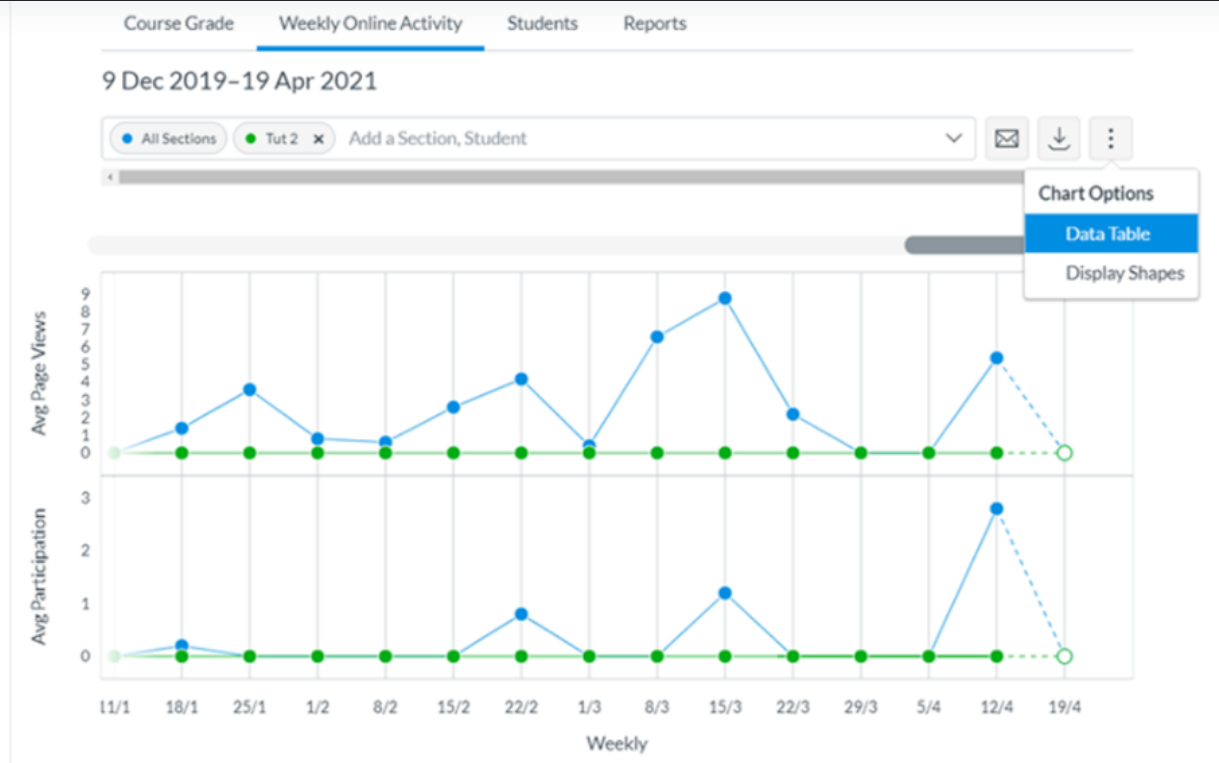 Course Grade Weekly Online Activity Students Reports
9 Dec 2019–19 Apr 2021
All Sections Tut 2 × Add a Section, Student
Chart Options
Data Table
Display Shapes
Avg Page Views
9
8
7
6
5
4
3
2
1
0
Avg Participation
3
2
1
0
11/1 18/1 25/1 1/2 8/2 15/2 22/2 1/3 8/3 15/3 22/3 29/3 5/4 12/4 19/4
Weekly